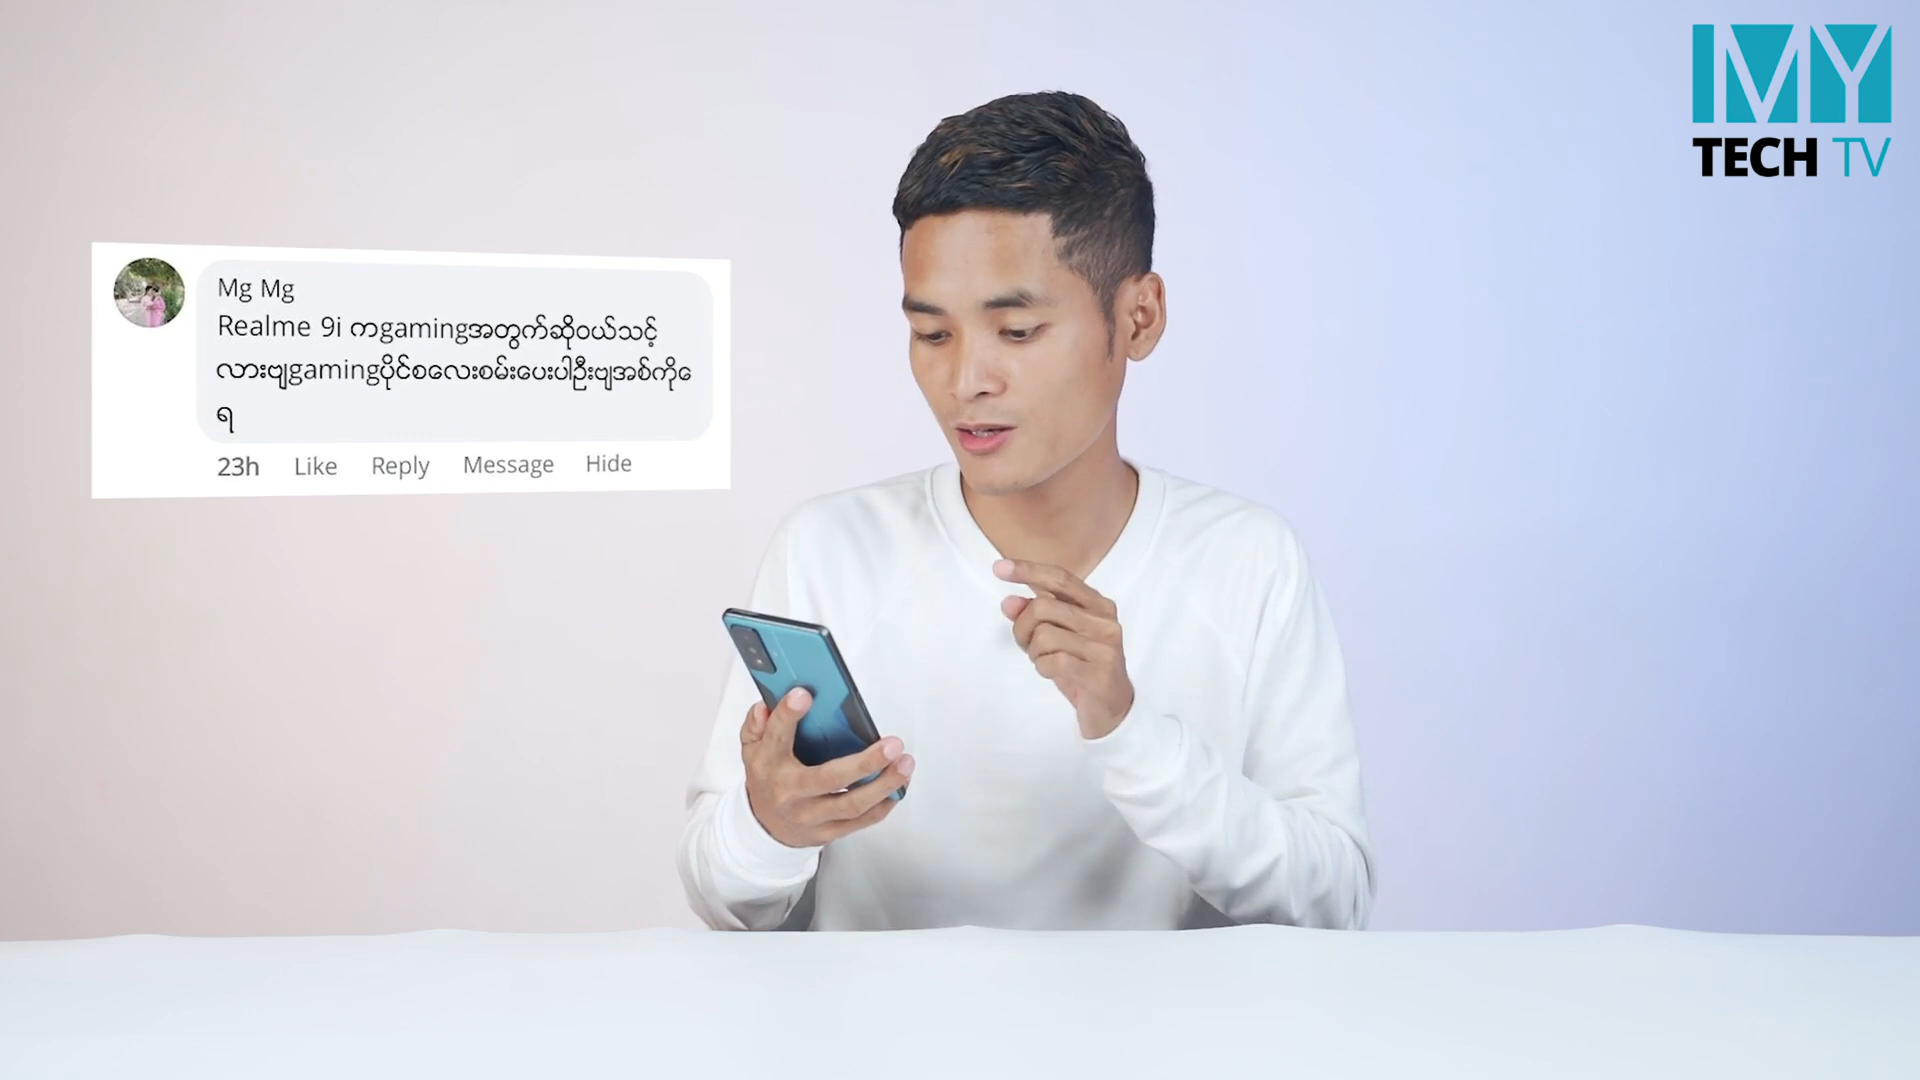 MY
TECH TV
Mg Mg
Realme 9i ကgamingအတွက်ဆိုဝယ်သင့်
လားဗျgamingပိုင်စလေးစမ်းပေးပါဦးဗျအစ်ကိုေ
ရ
23h Like Reply Message Hide